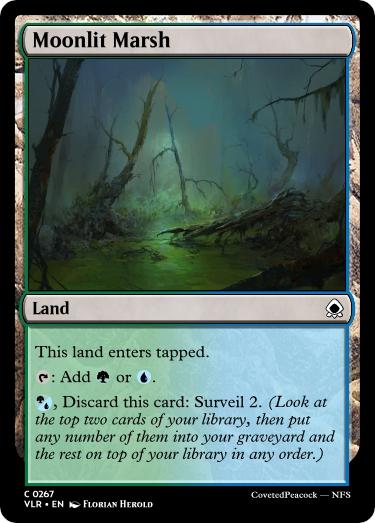 Moonlit Marsh
Land
This land enters tapped.
: Add or .
, Discard this card: Surveil 2. (Look at
the top two cards of your library, then put
any number of them into your graveyard and
the rest on top of your library in any order.)
C 0267
VLR • EN Florian Herold
CovetedPeacock — NFS